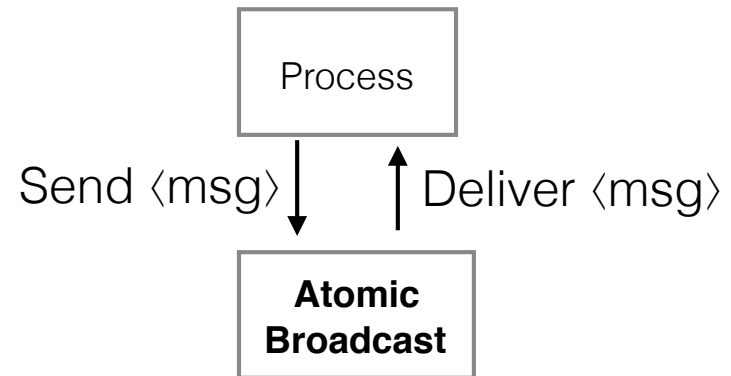 Process
Send ⟨msg⟩ Deliver ⟨msg⟩
Atomic
Broadcast